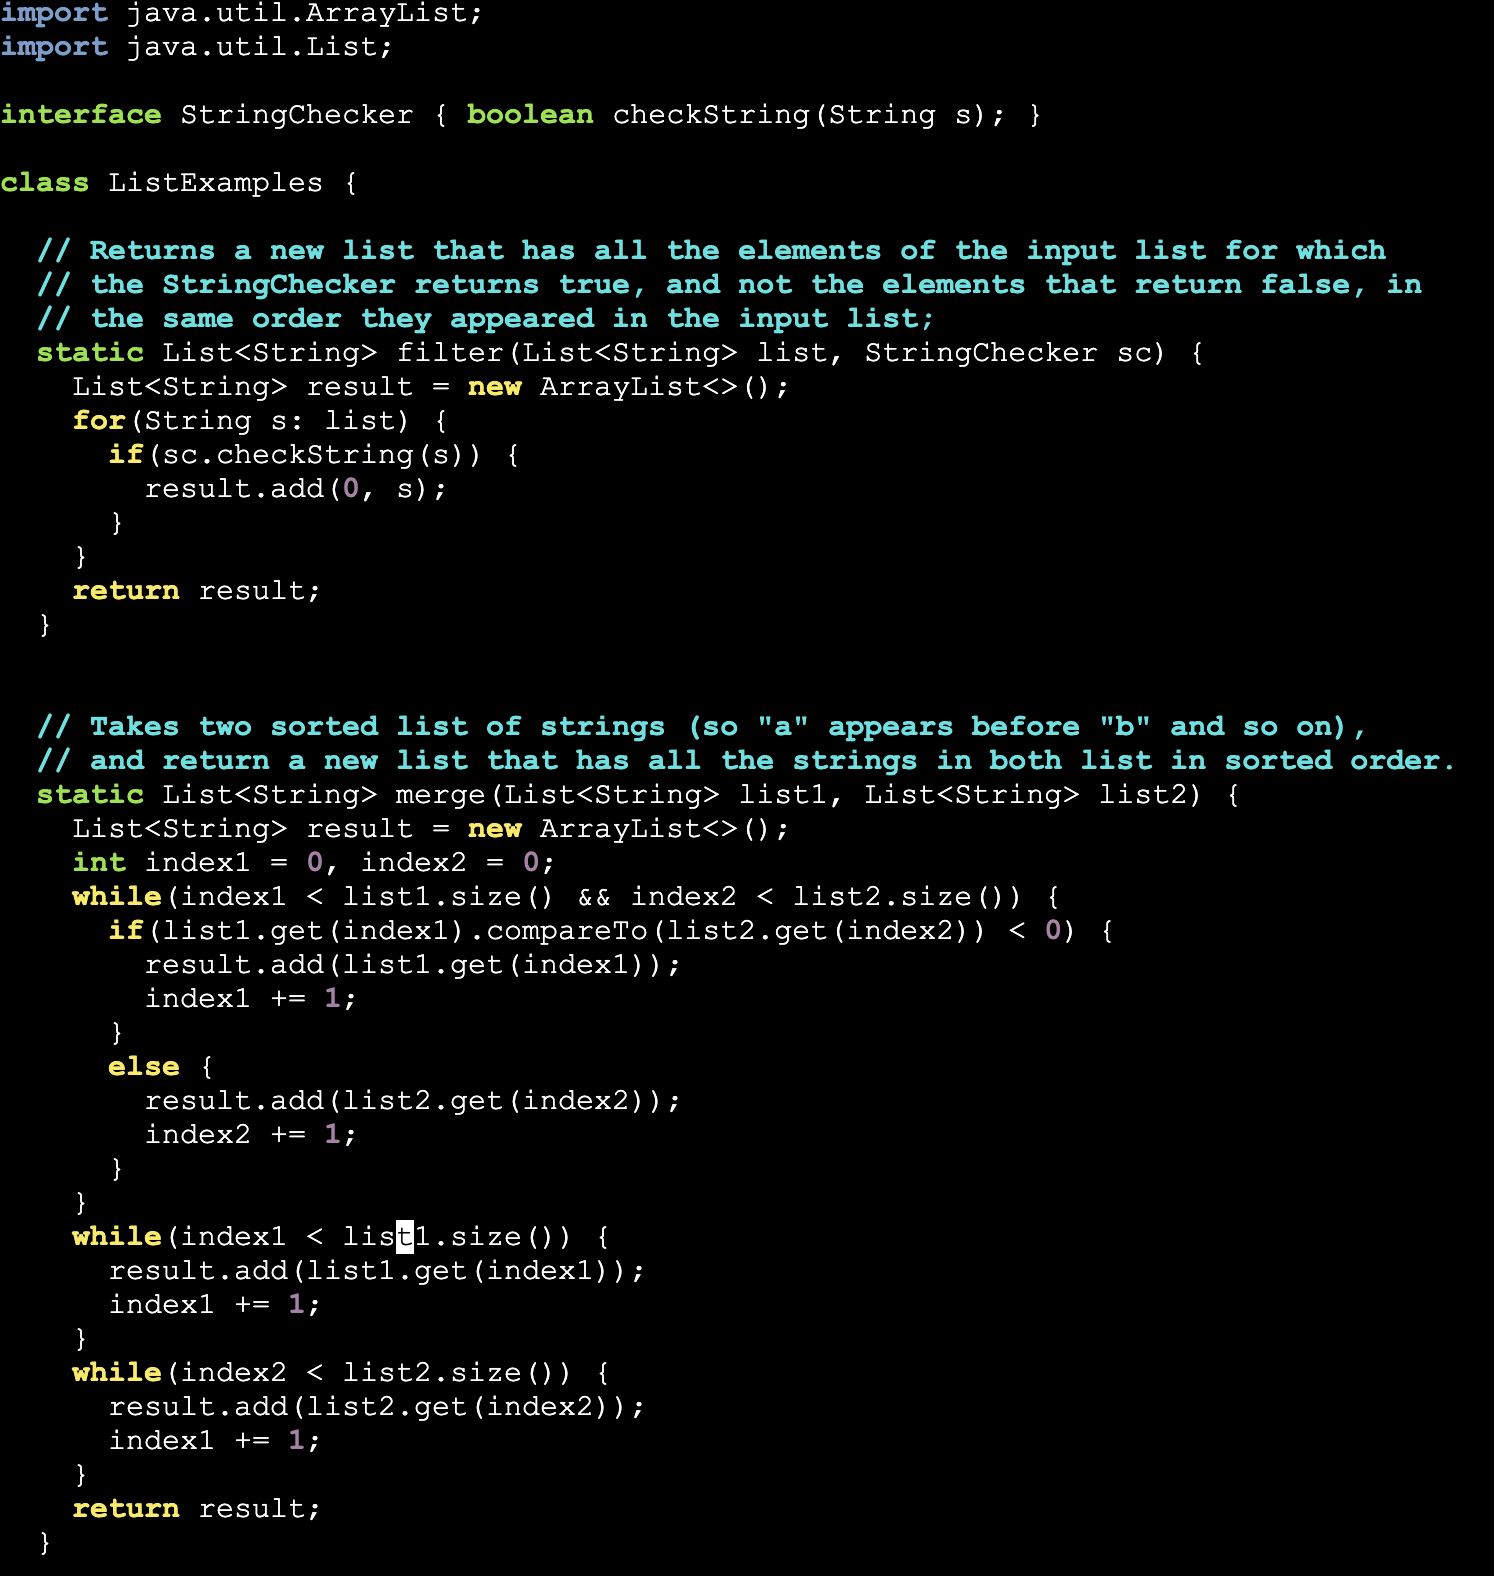 import java.util.ArrayList;
import java.util.List;

interface StringChecker { boolean checkString(String s); }

class ListExamples {

  // Returns a new list that has all the elements of the input list for which
  // the StringChecker returns true, and not the elements that return false, in
  // the same order they appeared in the input list;
  static List<String> filter(List<String> list, StringChecker sc) {
    List<String> result = new ArrayList<>();
    for(String s: list) {
      if(sc.checkString(s)) {
        result.add(0, s);
      }
    }
    return result;
  }


  // Takes two sorted list of strings (so "a" appears before "b" and so on),
  // and return a new list that has all the strings in both list in sorted order.
  static List<String> merge(List<String> list1, List<String> list2) {
    List<String> result = new ArrayList<>();
    int index1 = 0, index2 = 0;
    while(index1 < list1.size() && index2 < list2.size()) {
      if(list1.get(index1).compareTo(list2.get(index2)) < 0) {
        result.add(list1.get(index1));
        index1 += 1;
      }
      else {
        result.add(list2.get(index2));
        index2 += 1;
      }
    }
    while(index1 < list1.size()) {
      result.add(list1.get(index1));
      index1 += 1;
    }
    while(index2 < list2.size()) {
      result.add(list2.get(index2));
      index1 += 1;
    }
    return result;
  }